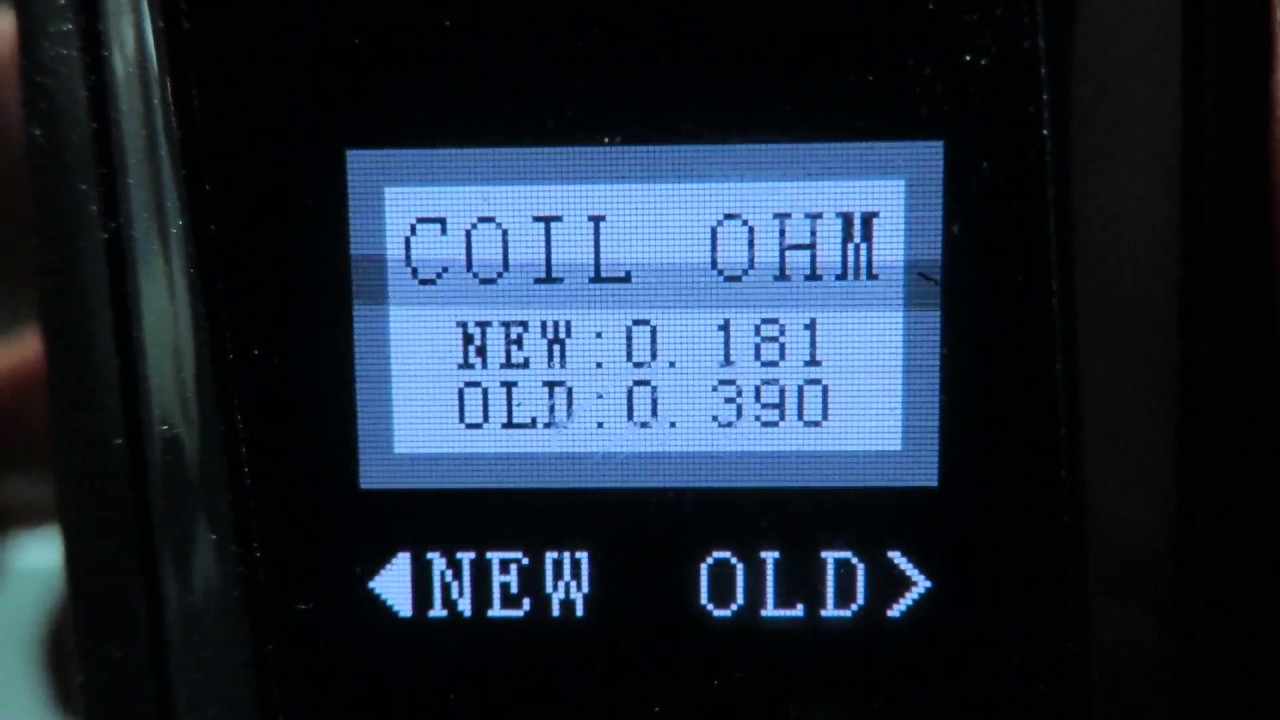 COIL OHM
NEW:0.181
OLD:0.390
NEW OLD>